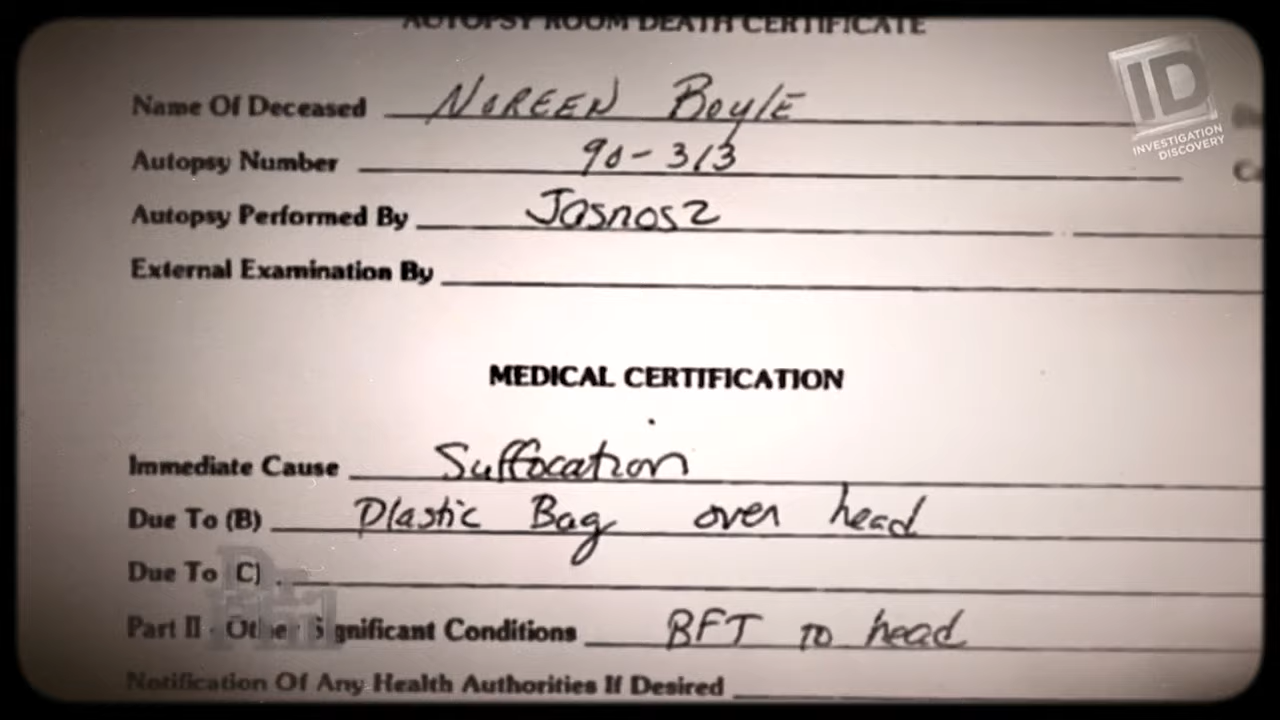 AUTOPSY ROOM DEATH CERTIFICATE
ID
INVESTIGATION
DISCOVERY
Name Of Deceased NOREEN BoylE
Autopsy Number 90-313
Autopsy Performed By Jasnosz
External Examination By
MEDICAL CERTIFICATION
Immediate Cause Suffocation
Due To (B) Plastic Bag over head
Due To C)
Part II - Other Significant Conditions BFT to head
Notification Of Any Health Authorities If Desired
Dr.
Phil